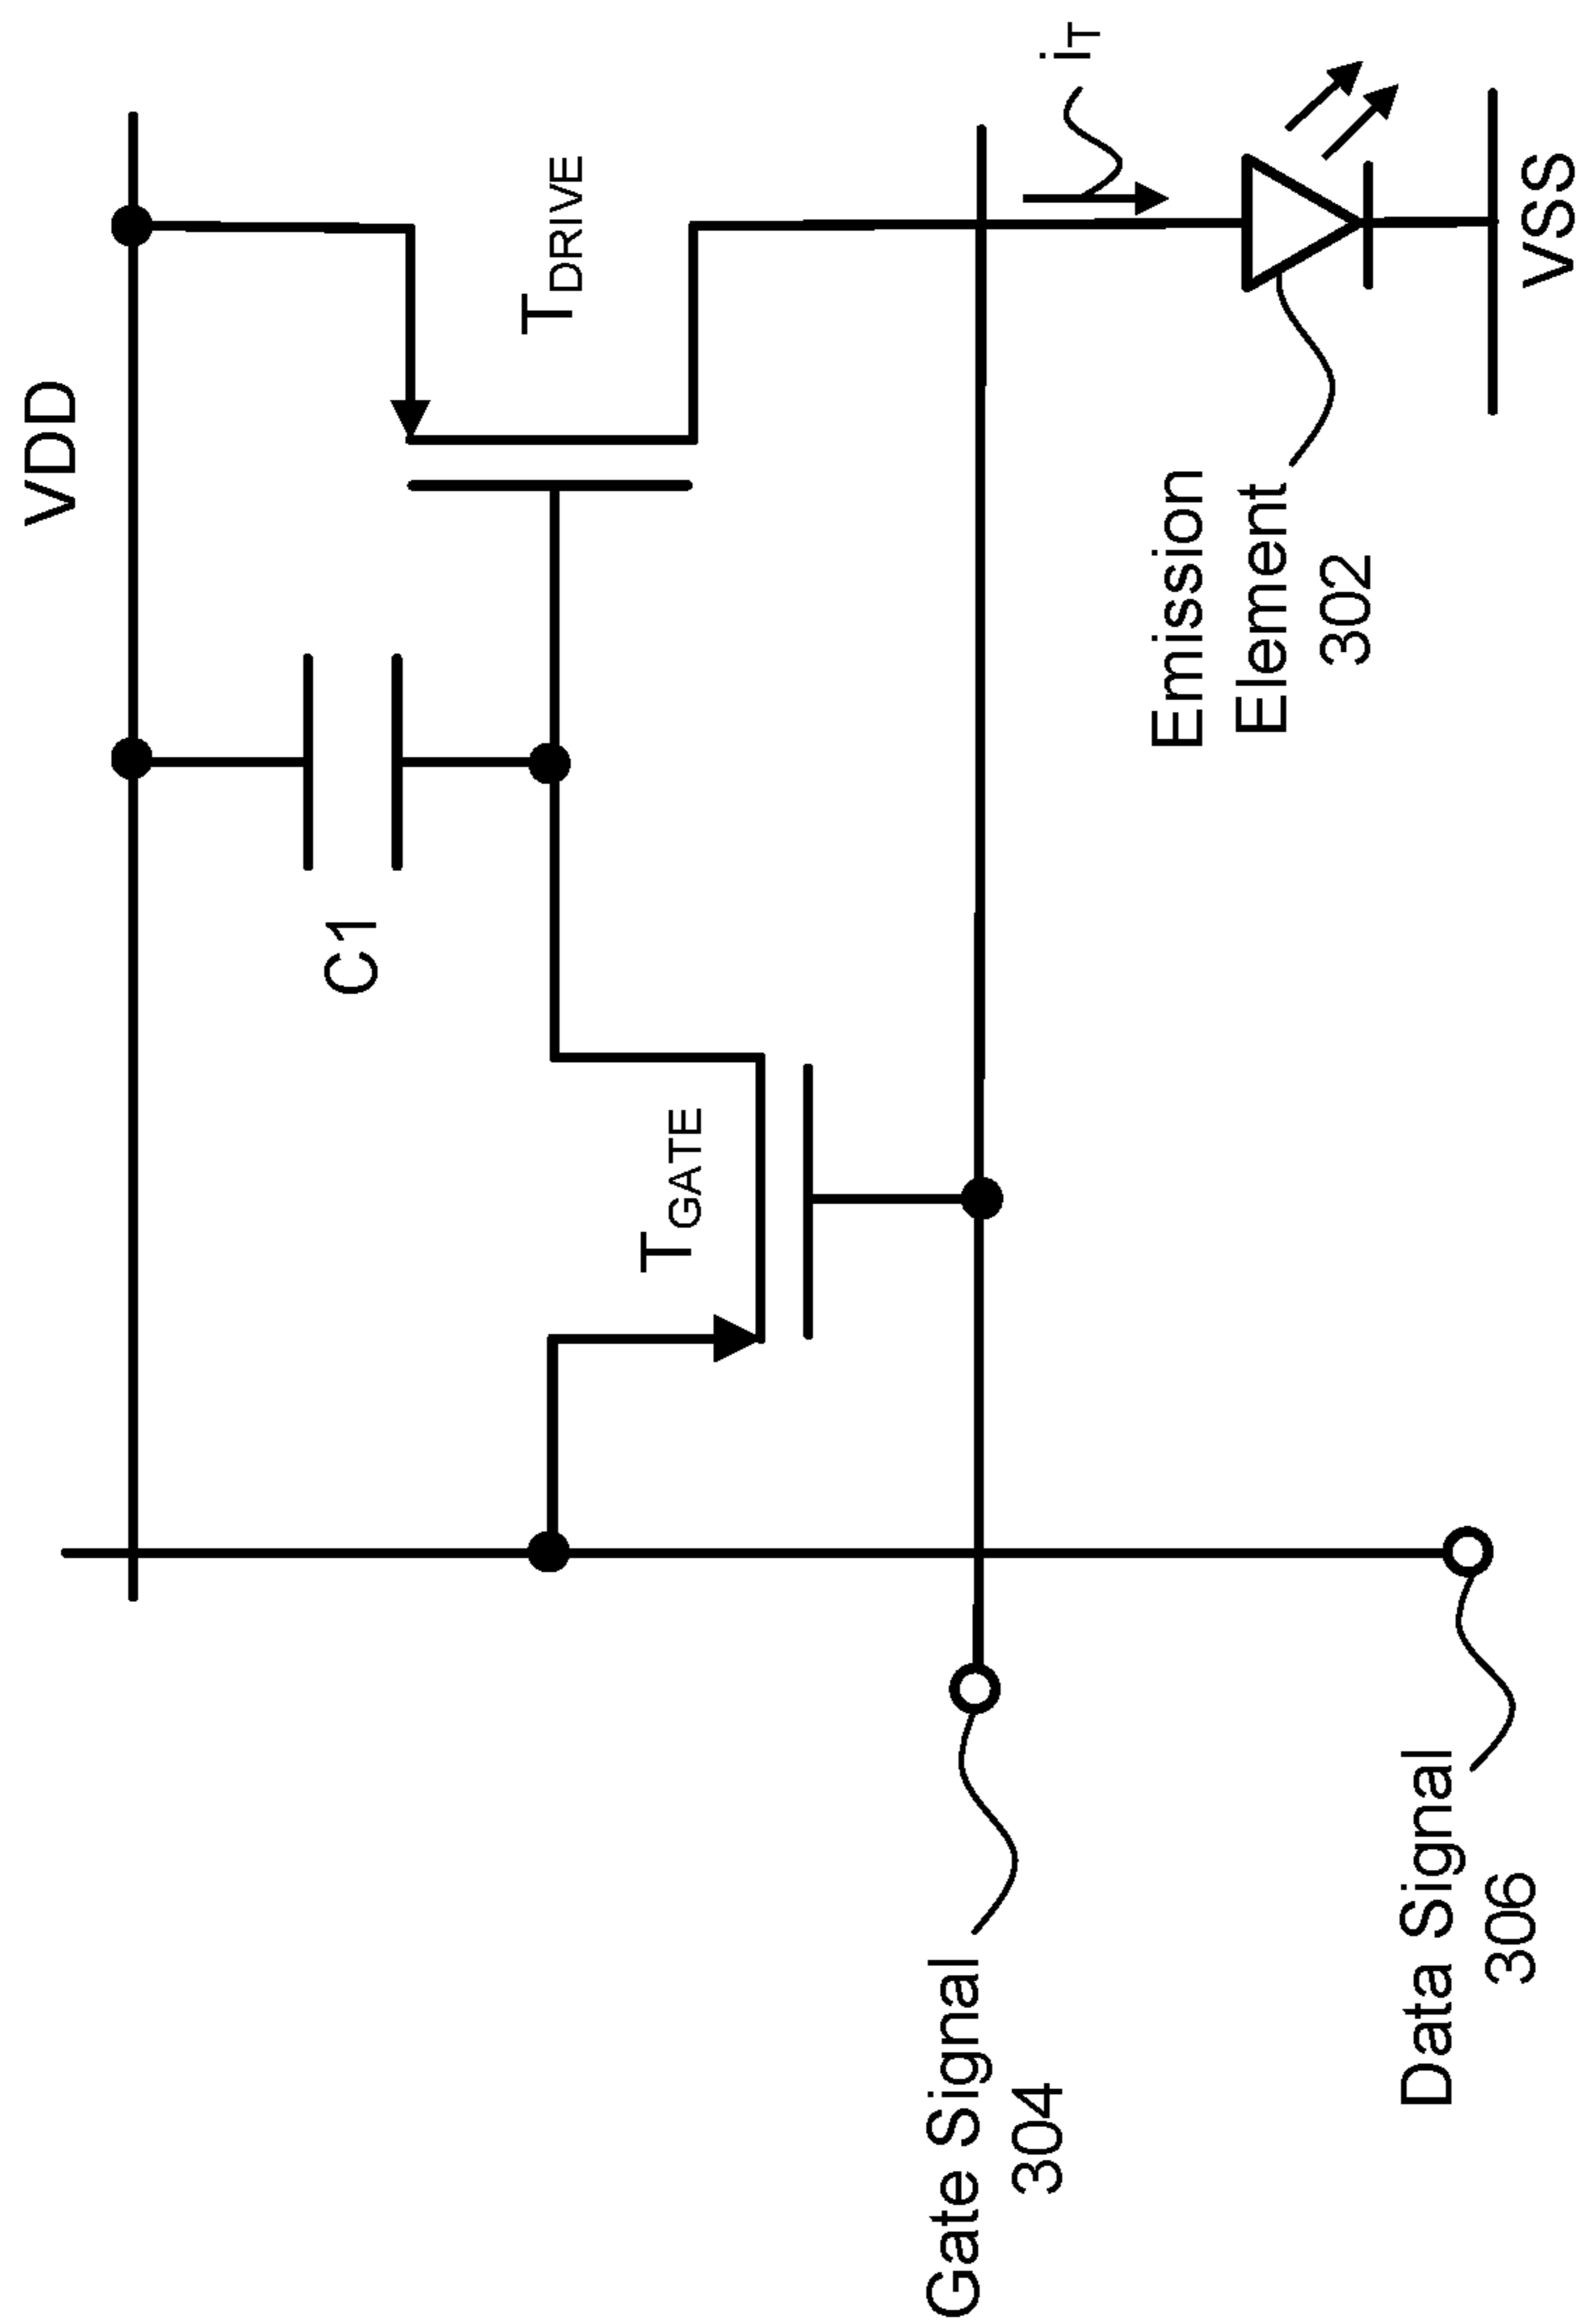 VDD
C1
TDRIVE
TGATE
iT
Gate Signal
304
Emission
Element
302
Data Signal
306
VSS